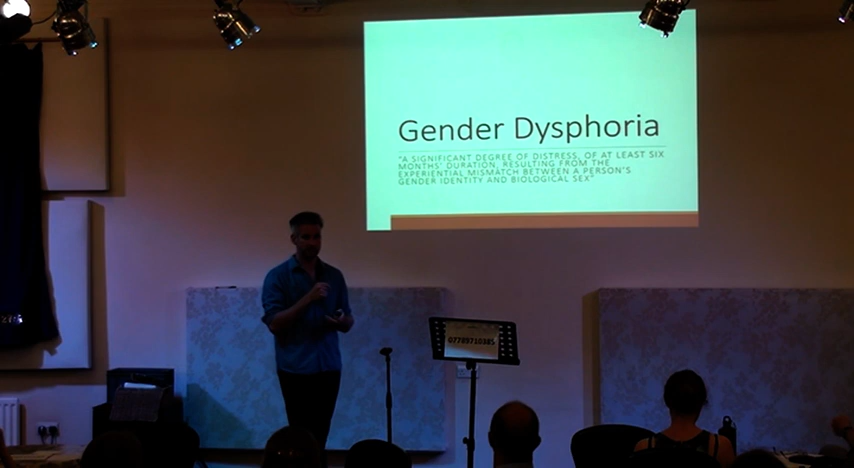 Gender Dysphoria
"A SIGNIFICANT DEGREE OF DISTRESS, OF AT LEAST SIX
MONTHS' DURATION, RESULTING FROM THE
EXPERIENTIAL MISMATCH BETWEEN A PERSON'S
GENDER IDENTITY AND BIOLOGICAL SEX"
07789710385